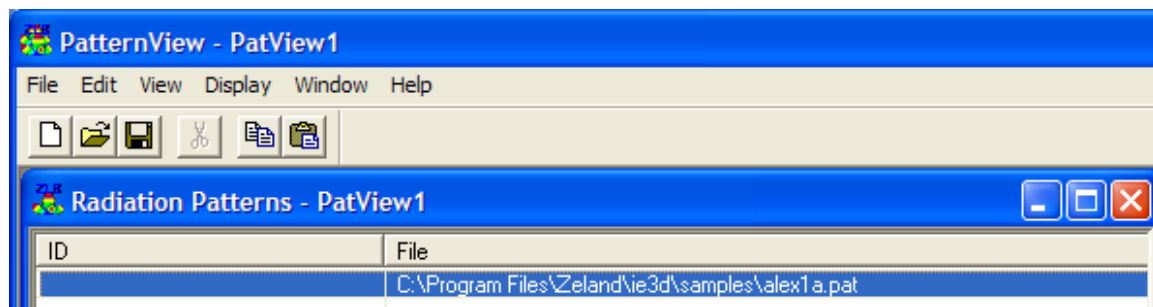 PatternView - PatView1
File Edit View Display Window Help
Radiation Patterns - PatView1
ID File
C:\Program Files\Zeland\ie3d\samples\alex1a.pat